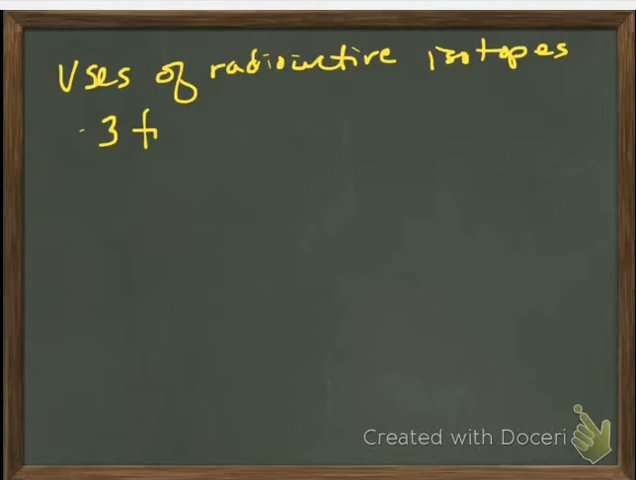 Uses of radioactive isotopes
· 3 t
Created with Doceri